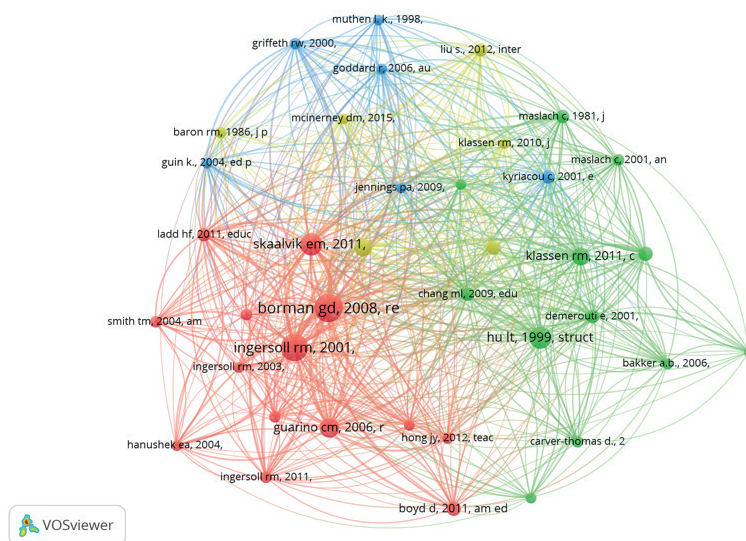 muthen l. k., 1998,
griffeth rw, 2000,
liu s., 2012, inter
goddard r, 2006, au
mcinerney dm, 2015,
maslach c, 1981, j
baron rm, 1986, j p
klassen rm, 2010, j
guin k., 2004, ed p
maslach c, 2001, an
kyriacou c, 2001, e
jennings pa, 2009,
ladd hf, 2011, educ
skaalvik em, 2011,
klassen rm, 2011, c
chang ml, 2009, edu
borman gd, 2008, re
demerouti e, 2001,
smith tm, 2004, am
hu lt, 1999, struct
ingersoll rm, 2001,
bakker a.b., 2006,
ingersoll rm, 2003,
guarino cm, 2006, r
hong jy, 2012, teac
carver-thomas d., 2
hanushek ea, 2004,
ingersoll rm, 2011,
boyd d, 2011, am ed
VOSviewer